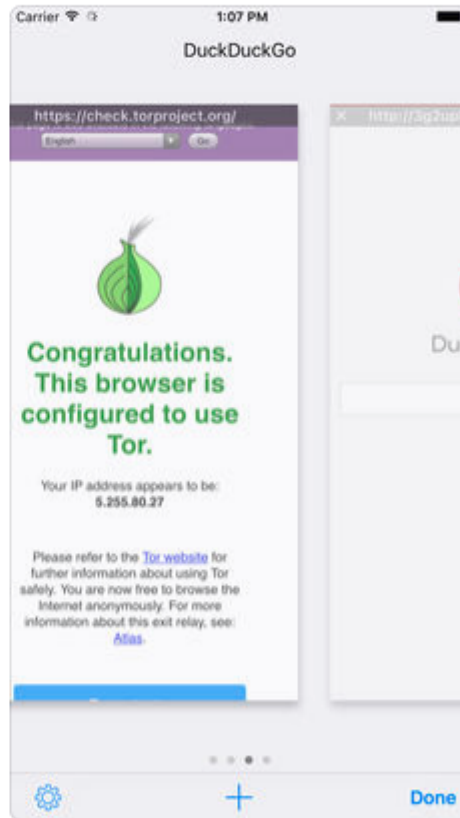 Carrier
1:07 PM
DuckDuckGo
https://check.torproject.org/
English
Go
Congratulations.
This browser is
configured to use
Tor.
Your IP address appears to be:
5.255.80.27
Please refer to the Tor website for
further information about using Tor
safely. You are now free to browse the
Internet anonymously. For more
information about this exit relay, see:
Atlas.
× http://3g2up
Du
Done